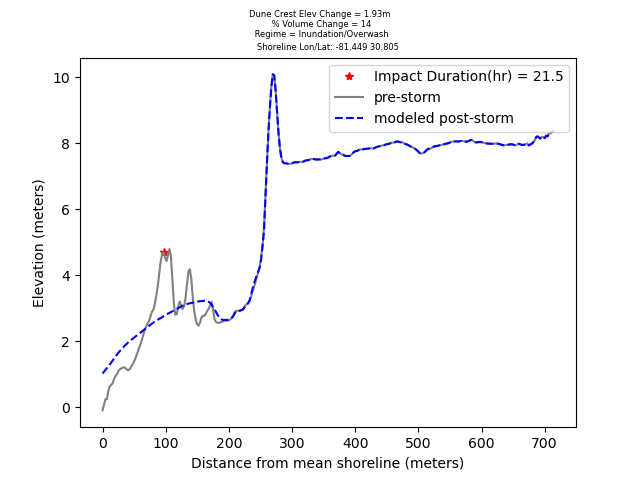 Dune Crest Elev Change = 1.93m
% Volume Change = 14
Regime = Inundation/Overwash
Shoreline Lon/Lat: -81.449 30.805
Impact Duration(hr) = 21.5
pre-storm
modeled post-storm
10
8
6
4
2
0
Elevation (meters)
0 100 200 300 400 500 600 700
Distance from mean shoreline (meters)